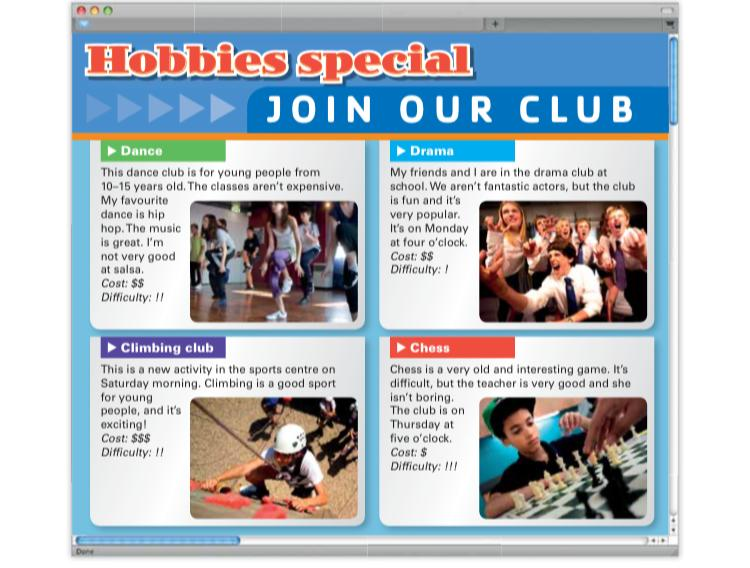 Hobbies special
JOIN OUR CLUB
Dance
This dance club is for young people from
10–15 years old. The classes aren't expensive.
My favourite
dance is hip
hop. The music
is great. I'm
not very good
at salsa.
Cost: $$
Difficulty: !!
Drama
My friends and I are in the drama club at
school. We aren't fantastic actors, but the club
is fun and it's
very popular.
It's on Monday
at four o'clock.
Cost: $$
Difficulty: !
Climbing club
This is a new activity in the sports centre on
Saturday morning. Climbing is a good sport
for young
people, and it's
exciting!
Cost: $$$
Difficulty: !!
Chess
Chess is a very old and interesting game. It's
difficult, but the teacher is very good and she
isn't boring.
The club is on
Thursday at
five o'clock.
Cost: $
Difficulty: !!!
Done